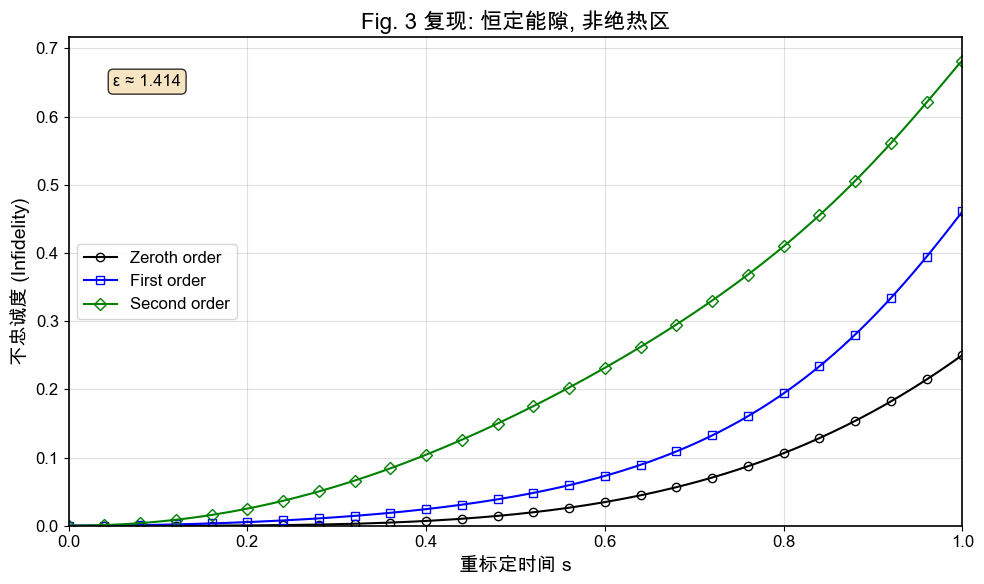 Fig. 3 复现: 恒定能隙, 非绝热区
ε ≈ 1.414
不忠诚度 (Infidelity)
0.7
0.6
0.5
0.4
0.3
0.2
0.1
0.0
Zeroth order
First order
Second order
0.0 0.2 0.4 0.6 0.8 1.0
重标定时间 s